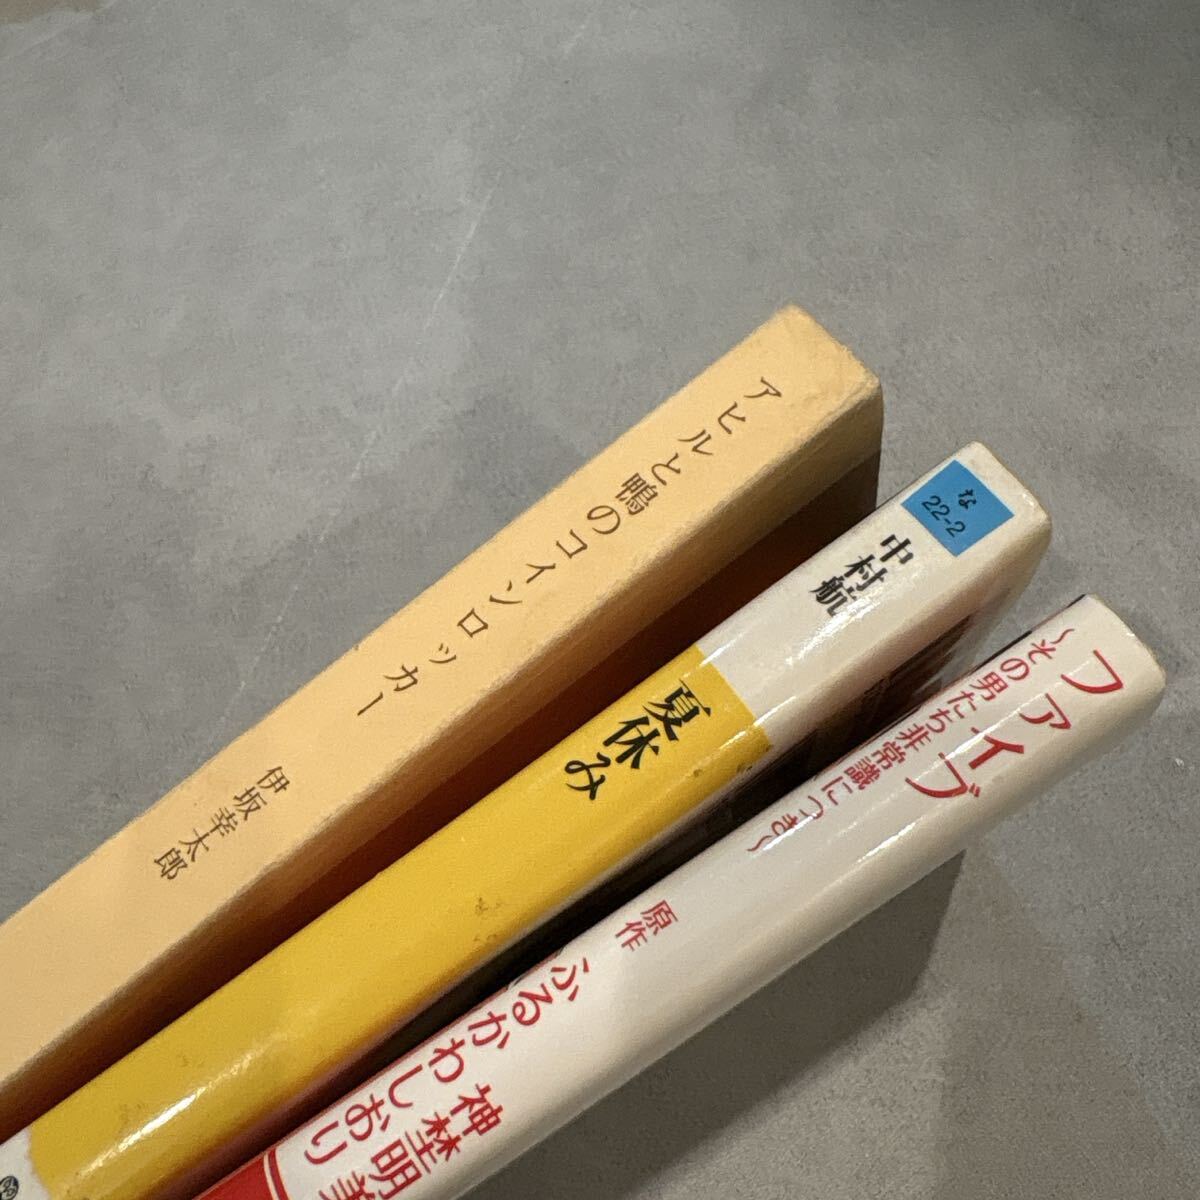 アヒルと鴨のコインロッカー
伊坂幸太郎
な
22-2
中村航
夏休み
ファイブ
〜その男たち非常識につき〜
原作
ふるかわしおり
神埜明美